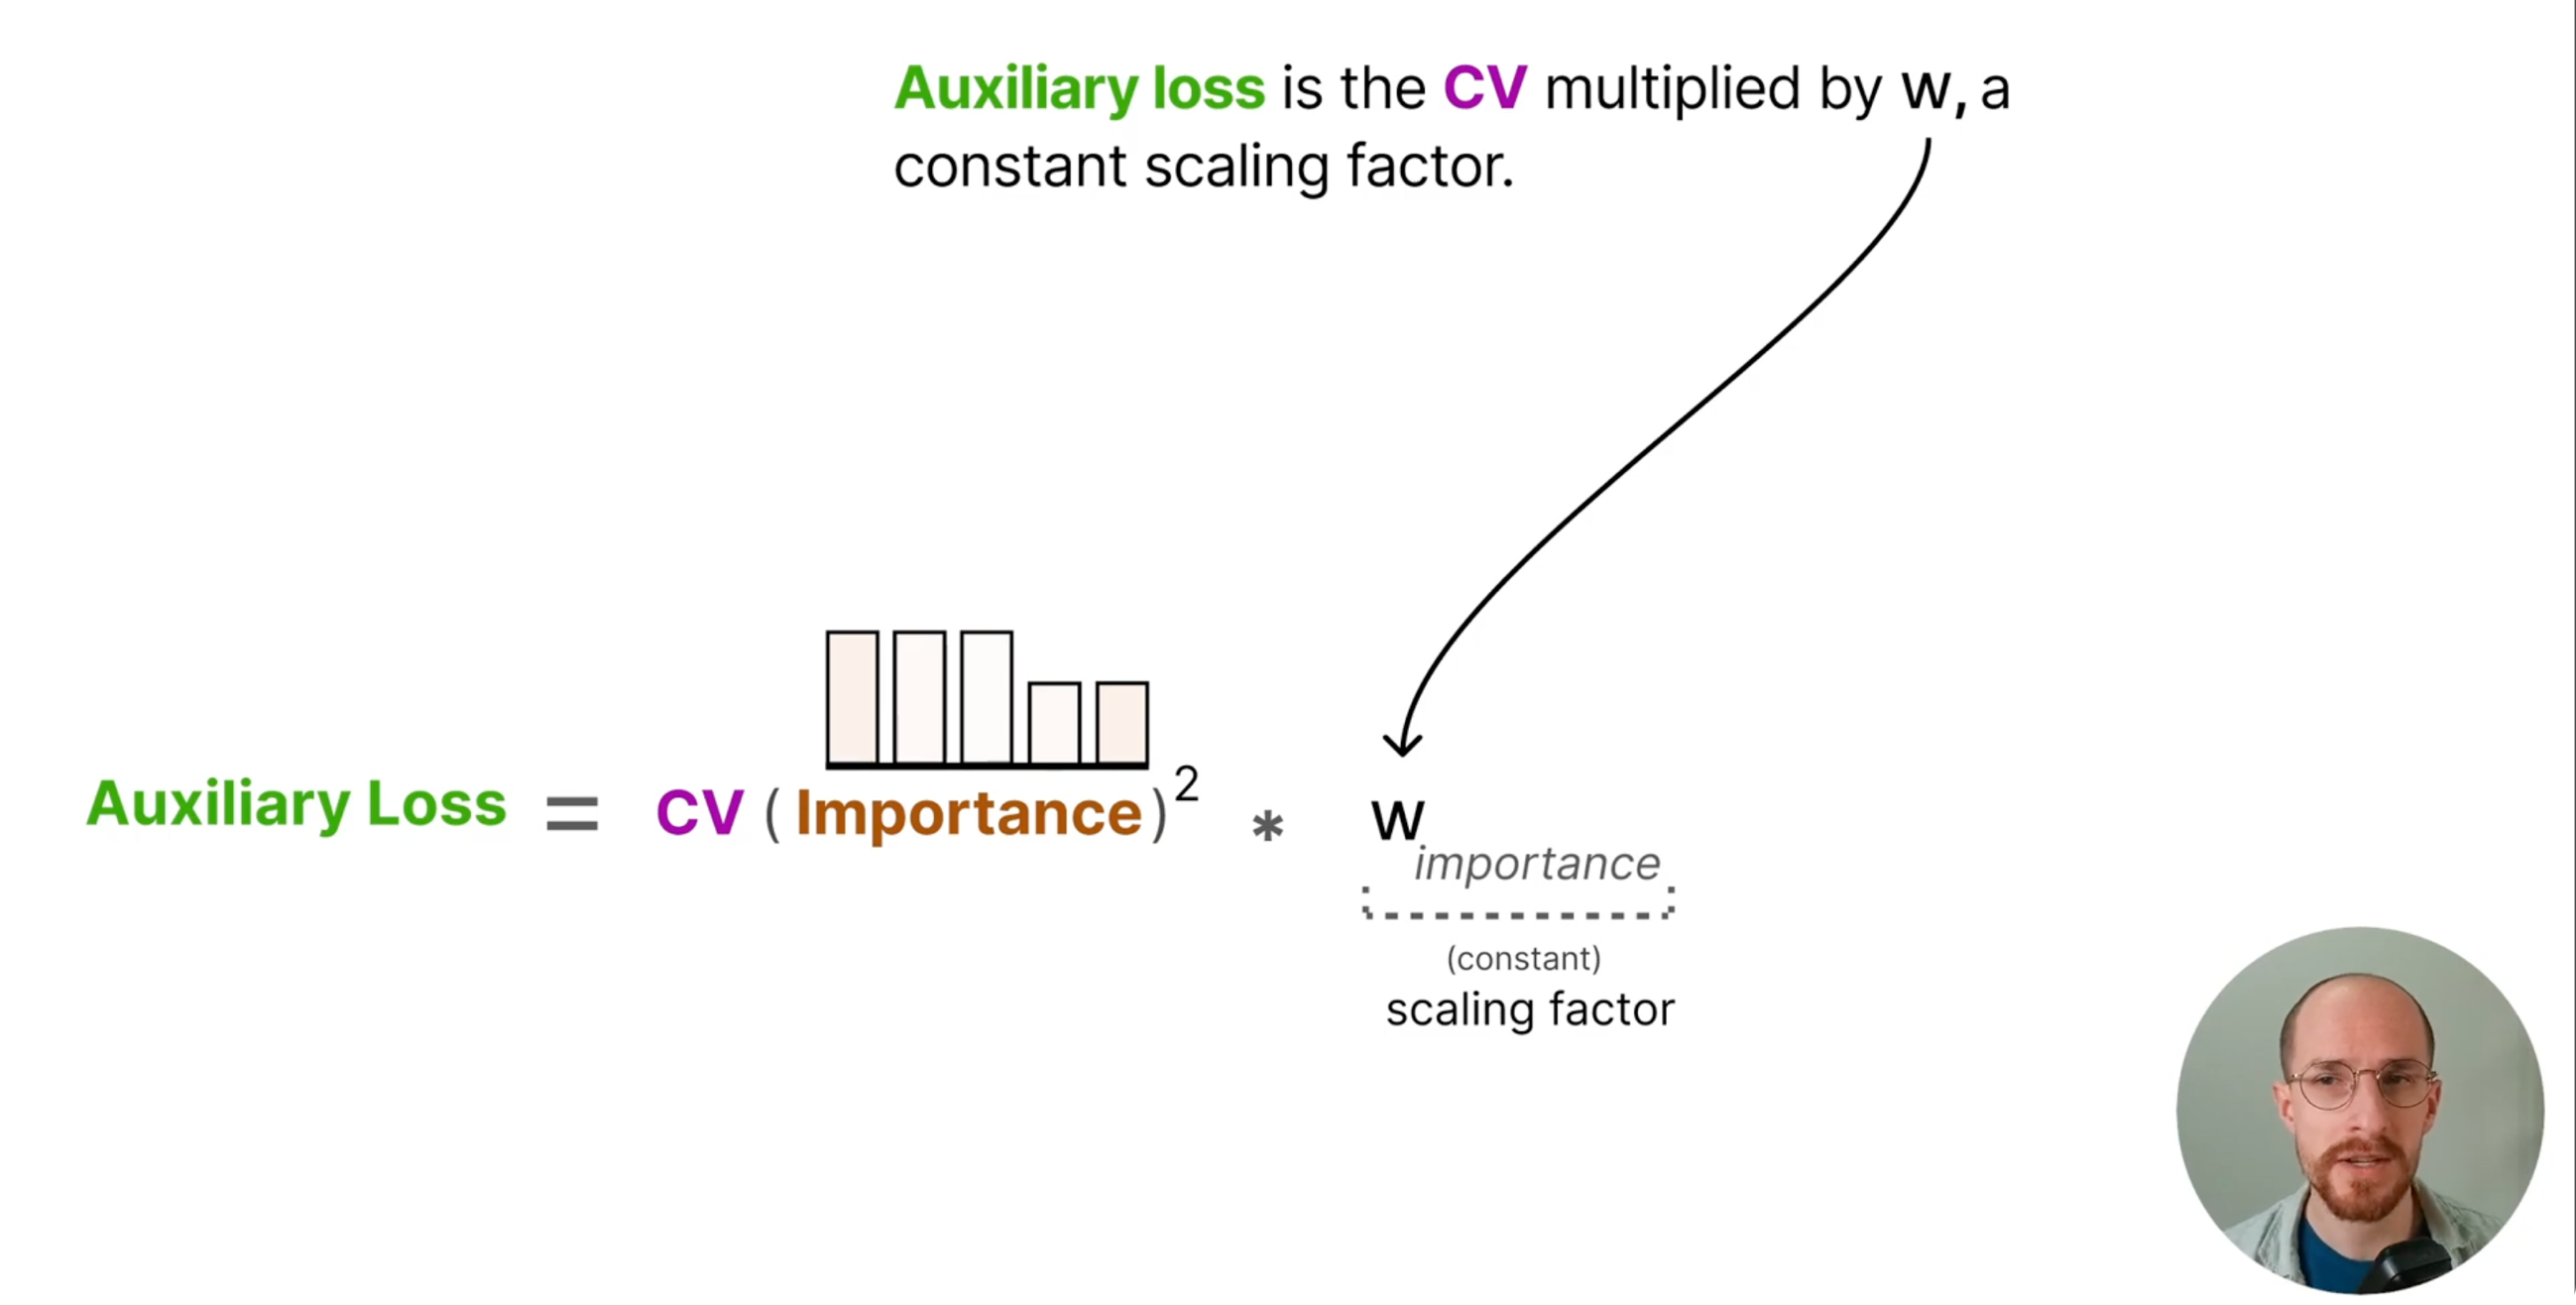 Auxiliary loss is the CV multiplied by w, a
constant scaling factor.
Auxiliary Loss = CV ( Importance )² * w importance
(constant)
scaling factor